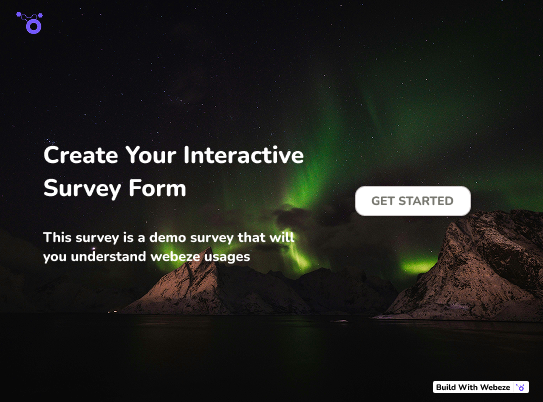 Create Your Interactive
Survey Form
GET STARTED
This survey is a demo survey that will
you understand webeze usages
Build With Webeze